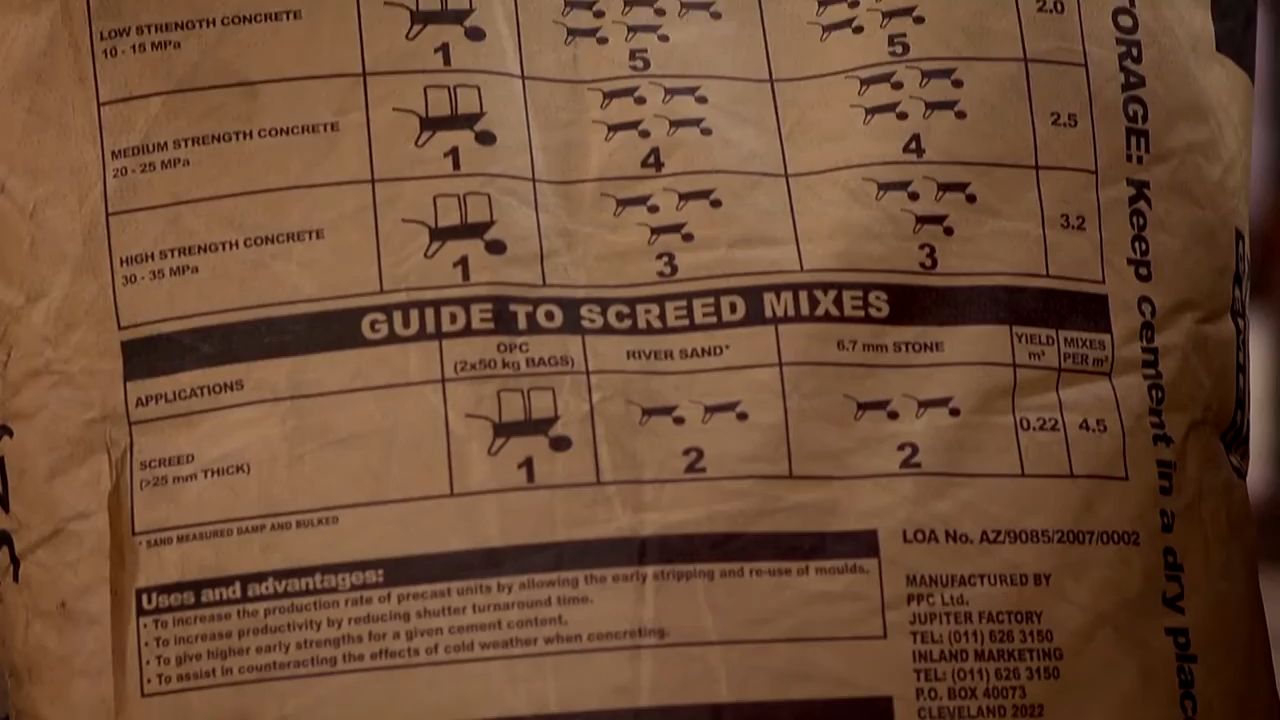 LOW STRENGTH CONCRETE
10 - 15 MPa
1
5
5
2.0
MEDIUM STRENGTH CONCRETE
20 - 25 MPa
1
4
4
2.5
HIGH STRENGTH CONCRETE
30 - 35 MPa
1
3
3
3.2
GUIDE TO SCREED MIXES
APPLICATIONS
OPC
(2x50 kg BAGS)
RIVER SAND*
6.7 mm STONE
YIELD
m³
MIXES
PER m³
SCREED
(>25 mm THICK)
1
2
2
0.22
4.5
* SAND MEASURED DAMP AND BULKED
Uses and advantages:
• To increase the production rate of precast units by allowing the early stripping and re-use of moulds.
• To increase productivity by reducing shutter turnaround time.
• To give higher early strengths for a given cement content.
• To assist in counteracting the effects of cold weather when concreting.
LOA No. AZ/9085/2007/0002
MANUFACTURED BY
PPC Ltd.
JUPITER FACTORY
TEL: (011) 626 3150
INLAND MARKETING
TEL: (011) 626 3150
P.O. BOX 40073
CLEVELAND 2022
TORAGE: Keep cement in a dry plac